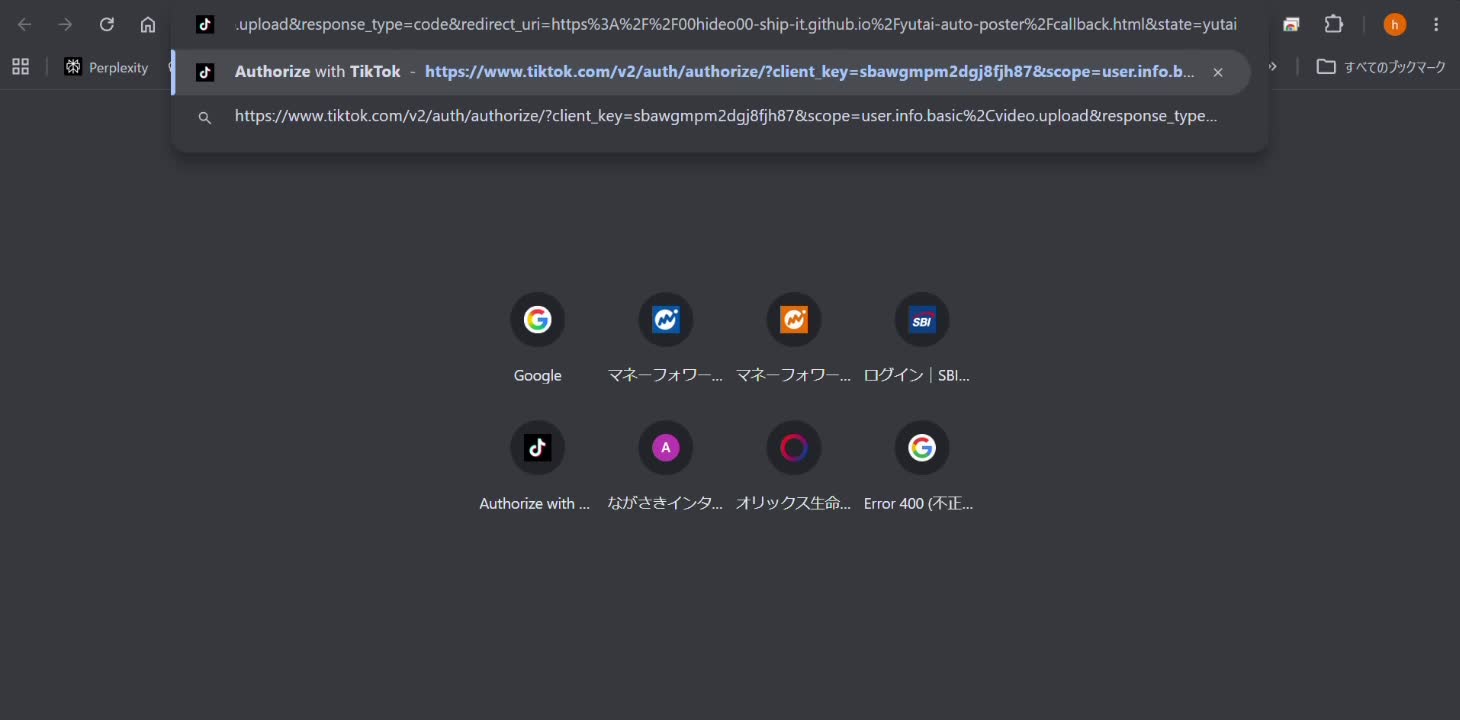 .upload&response_type=code&redirect_uri=https%3A%2F%2F00hideo00-ship-it.github.io%2Fyutai-auto-poster%2Fcallback.html&state=yutai
h
Perplexity
すべてのブックマーク
Authorize with TikTok - https://www.tiktok.com/v2/auth/authorize/?client_key=sbawgmpm2dgj8fjh87&scope=user.info.b...
https://www.tiktok.com/v2/auth/authorize/?client_key=sbawgmpm2dgj8fjh87&scope=user.info.basic%2Cvideo.upload&response_type...
SBI
Google マネーフォワー... マネーフォワー... ログイン｜SBI...
A
Authorize with ... ながさきインタ... オリックス生命... Error 400 (不正...